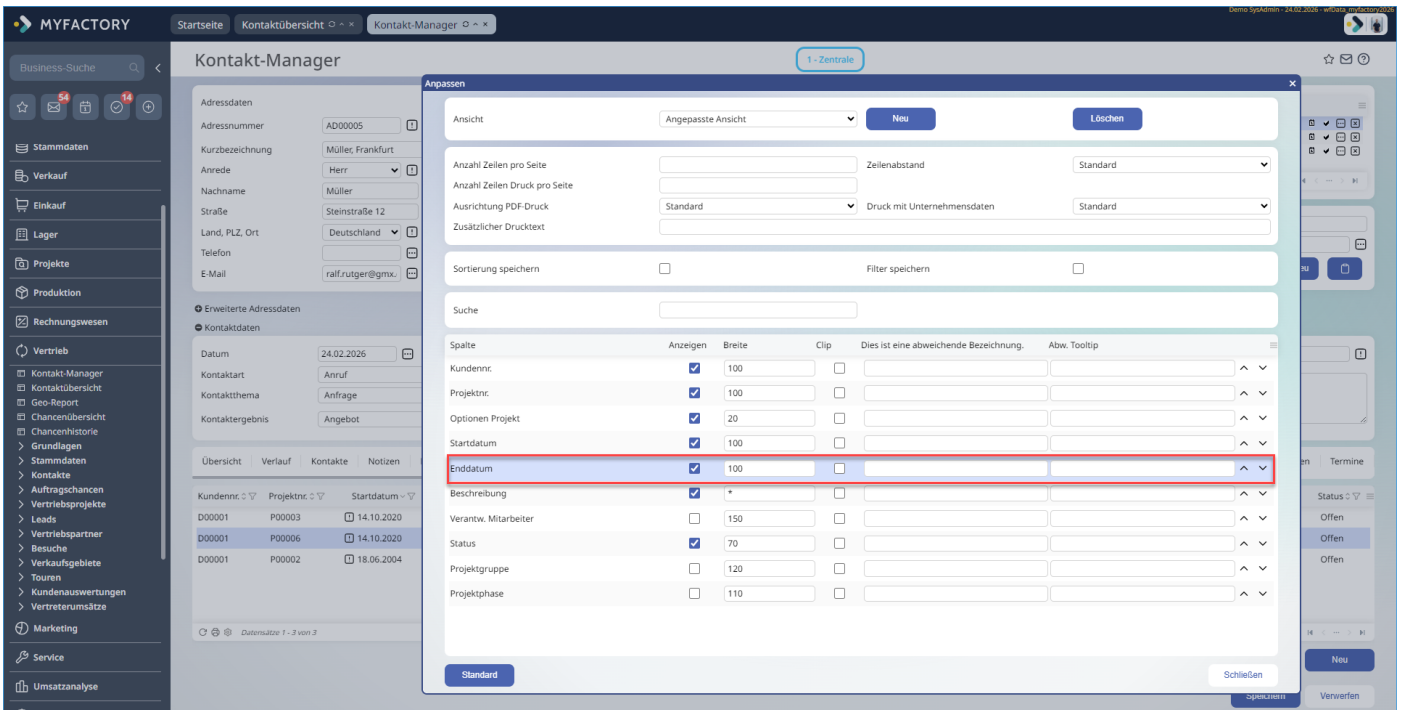 Demo SysAdmin - 24.02.2026 - wfData_myfactory2026
MYFACTORY
Startseite
Kontaktübersicht
Kontakt-Manager
Business-Suche
54
14
Stammdaten
Verkauf
Einkauf
Lager
Projekte
Produktion
Rechnungswesen
Vertrieb
Kontakt-Manager
Kontaktübersicht
Geo-Report
Chancenübersicht
Chancenhistorie
Grundlagen
Stammdaten
Kontakte
Auftragschancen
Vertriebsprojekte
Leads
Vertriebspartner
Besuche
Verkaufsgebiete
Touren
Kundenauswertungen
Vertreterumsätze
Marketing
Service
Umsatzanalyse
Kontakt-Manager
1 - Zentrale
Adressdaten
Adressnummer AD00005
Kurzbezeichnung Müller, Frankfurt
Anrede Herr
Nachname Müller
Straße Steinstraße 12
Land, PLZ, Ort Deutschland
Telefon
E-Mail ralf.rutger@gmx.
Erweiterte Adressdaten
Kontaktdaten
Datum 24.02.2026
Kontaktart Anruf
Kontaktthema Anfrage
Kontaktergebnis Angebot
Übersicht Verlauf Kontakte Notizen
Kundennr. Projektnr. Startdatum
D00001 P00003 14.10.2020
D00001 P00006 14.10.2020
D00001 P00002 18.06.2004
Datensätze 1 - 3 von 3
Anpassen
Ansicht Angepasste Ansicht Neu Löschen
Anzahl Zeilen pro Seite Zeilenabstand Standard
Anzahl Zeilen Druck pro Seite
Ausrichtung PDF-Druck Standard Druck mit Unternehmensdaten Standard
Zusätzlicher Drucktext
Sortierung speichern Filter speichern
Suche
Spalte Anzeigen Breite Clip Dies ist eine abweichende Bezeichnung. Abw. Tooltip
Kundennr. 100
Projektnr. 100
Optionen Projekt 20
Startdatum 100
Enddatum 100
Beschreibung *
Verantw. Mitarbeiter 150
Status 70
Projektgruppe 120
Projektphase 110
Standard Schließen
eu
en Termine
Status
Offen
Offen
Offen
Neu
Speichern Verwerfen